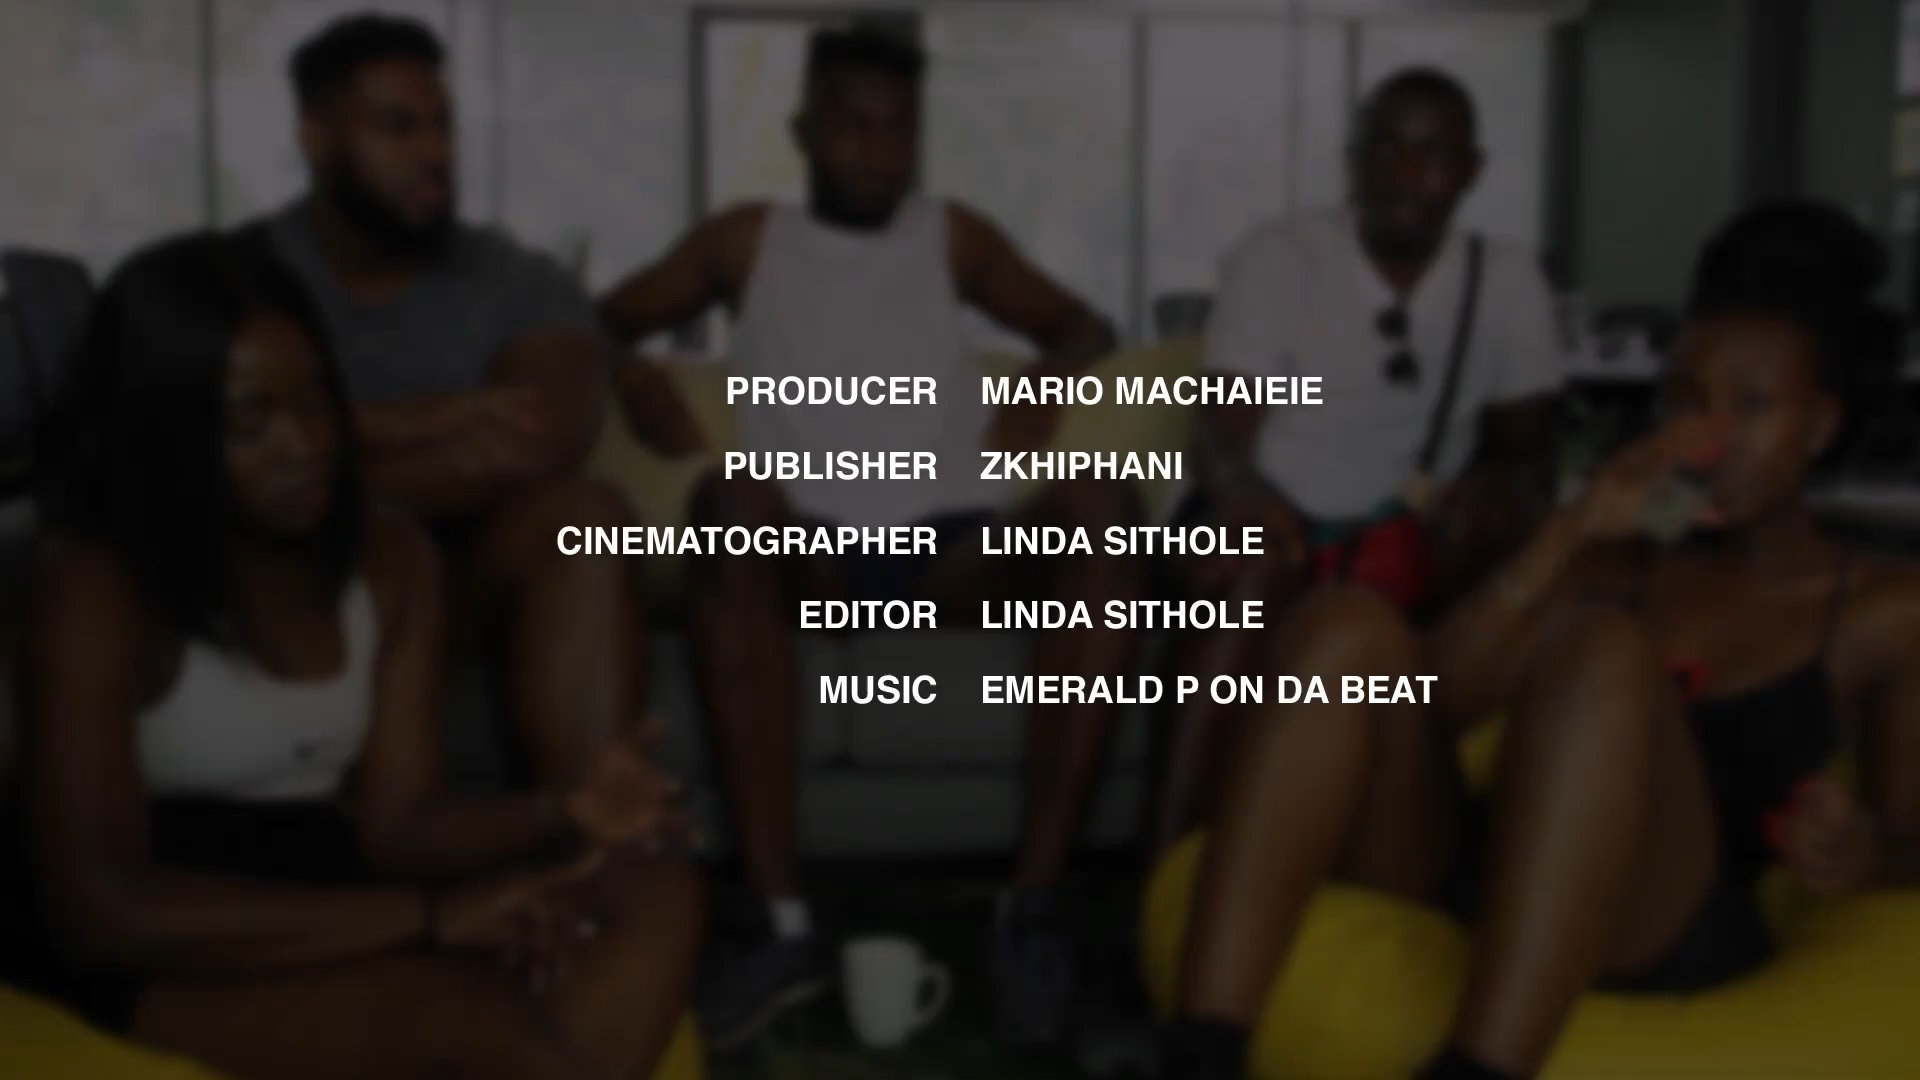 PRODUCER MARIO MACHAIEIE
PUBLISHER ZKHIPHANI
CINEMATOGRAPHER LINDA SITHOLE
EDITOR LINDA SITHOLE
MUSIC EMERALD P ON DA BEAT